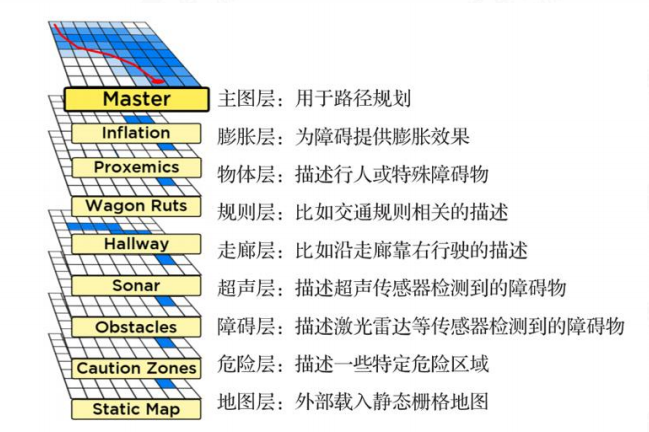 Master 主图层：用于路径规划
Inflation 膨胀层：为障碍提供膨胀效果
Proxemics 物体层：描述行人或特殊障碍物
Wagon Ruts 规则层：比如交通规则相关的描述
Hallway 走廊层：比如沿走廊靠右行驶的描述
Sonar 超声层：描述超声传感器检测到的障碍物
Obstacles 障碍层：描述激光雷达等传感器检测到的障碍物
Caution Zones 危险层：描述一些特定危险区域
Static Map 地图层：外部载入静态栅格地图